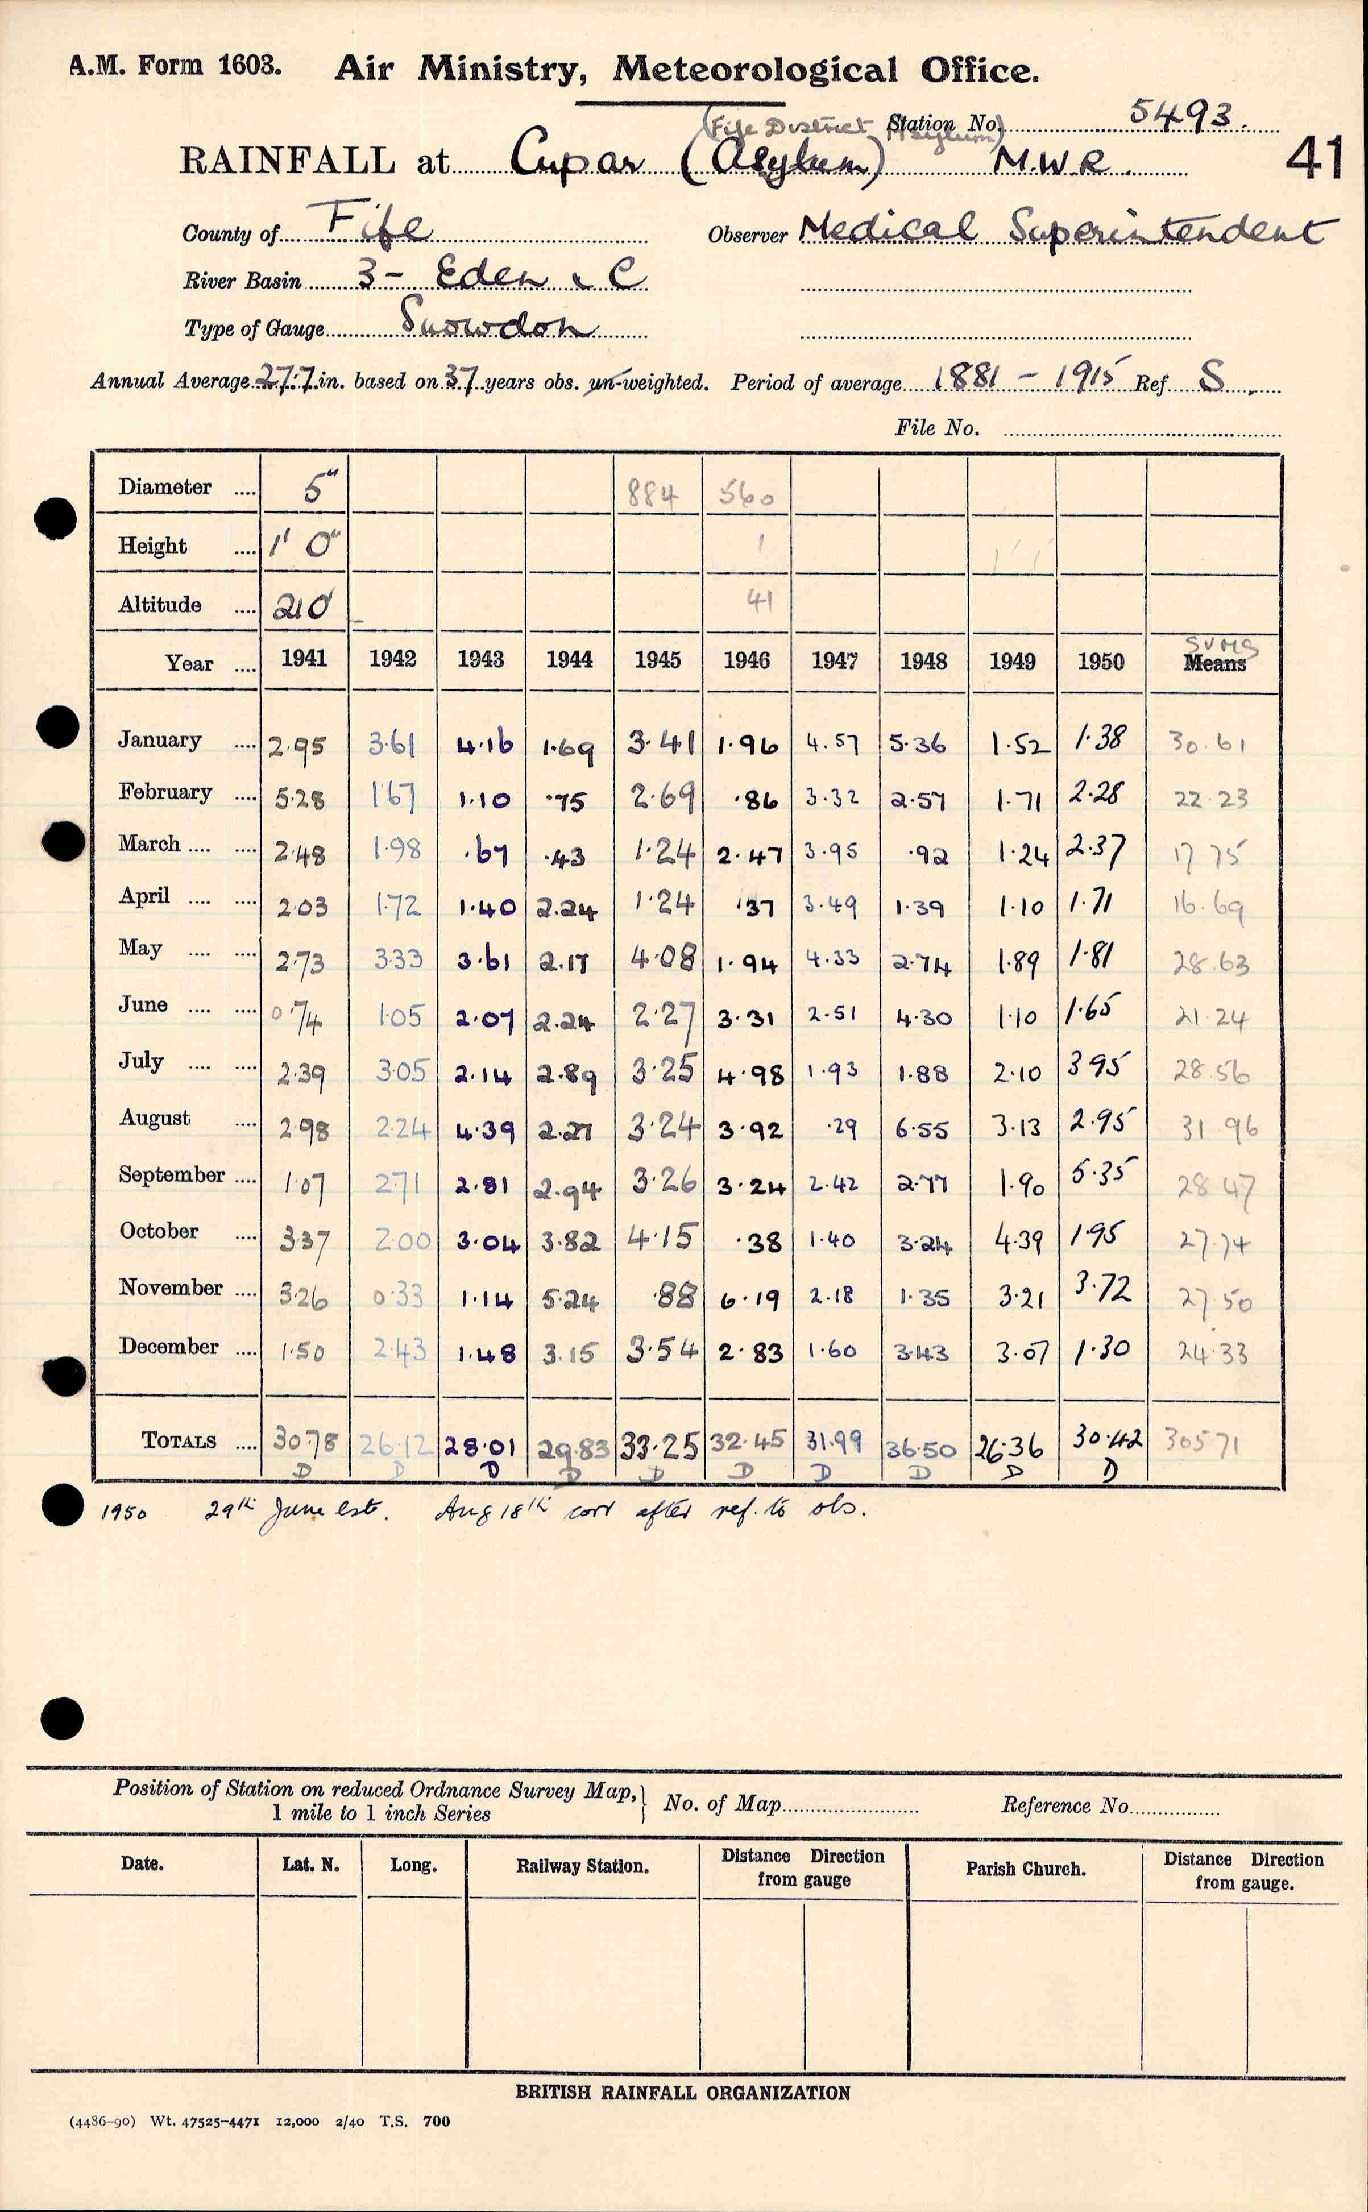 A.M. Form 1603. Air Ministry, Meteorological Office.
(Fife District Asylum) Station No. 5493.
RAINFALL at Cupar (Asylum) M.W.R. 41
County of Fife Observer Medical Superintendent
River Basin 3 - Eden & C
Type of Gauge Snowdon
Annual Average 27.7 in. based on 37 years obs. un-weighted. Period of average 1881 - 1915 Ref S.
File No.
Diameter .... 5" 884 560
Height .... 1' 0" 1
Altitude .... 210 41
Year .... 1941 1942 1943 1944 1945 1946 1947 1948 1949 1950 SUMS Means
January .... 2.95 3.61 4.16 1.69 3.41 1.96 4.57 5.36 1.52 1.38 30.61
February .... 5.28 1.67 1.10 .75 2.69 .86 3.32 2.57 1.71 2.28 22.23
March .... .... 2.48 1.98 .67 .43 1.24 2.47 3.95 .92 1.24 2.37 17.75
April .... .... 2.03 1.72 1.40 2.24 1.24 .37 3.49 1.39 1.10 1.71 16.69
May .... .... 2.73 3.33 3.61 2.17 4.08 1.94 4.33 2.74 1.89 1.81 28.63
June .... .... 0.74 1.05 2.07 2.24 2.27 3.31 2.51 4.30 1.10 1.65 21.24
July .... .... 2.39 3.05 2.14 2.89 3.25 4.98 1.93 1.88 2.10 3.95 28.56
August .... 2.98 2.24 4.39 2.27 3.24 3.92 .29 6.55 3.13 2.95 31.96
September .... 1.07 2.71 2.81 2.94 3.26 3.24 2.42 2.77 1.90 5.35 28.47
October .... 3.37 2.00 3.04 3.82 4.15 .38 1.40 3.24 4.39 1.95 27.74
November .... 3.26 0.33 1.14 5.24 .88 6.19 2.18 1.35 3.21 3.72 27.50
December .... 1.50 2.43 1.48 3.15 3.54 2.83 1.60 3.43 3.07 1.30 24.33
TOTALS .... 30.78 26.12 28.01 29.83 33.25 32.45 31.99 36.50 26.36 30.42 305.71
D D D D D D D D D D
1950 29th June est. Aug 18th corr after ref. to obs.
Position of Station on reduced Ordnance Survey Map, } No. of Map Reference No.
1 mile to 1 inch Series
Date. Lat. N. Long. Railway Station. Distance Direction from gauge Parish Church. Distance Direction from gauge.
BRITISH RAINFALL ORGANIZATION
(4486-90) Wt. 47525-4471 12,000 2/40 T.S. 700